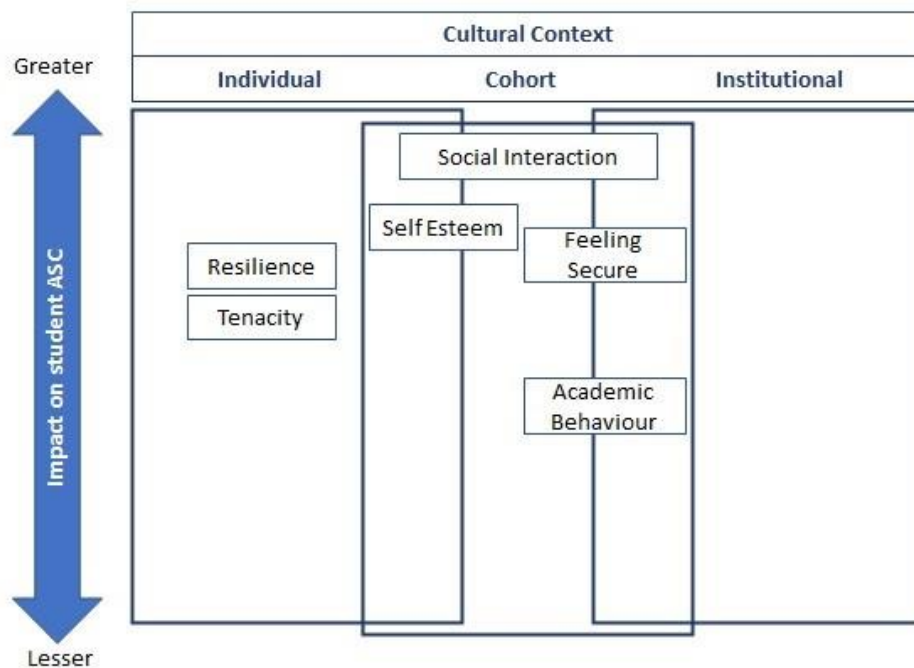 Cultural Context
Greater
Individual
Cohort
Institutional
Social Interaction
Self Esteem
Feeling
Secure
Resilience
Tenacity
Impact on student ASC
Academic
Behaviour
Lesser